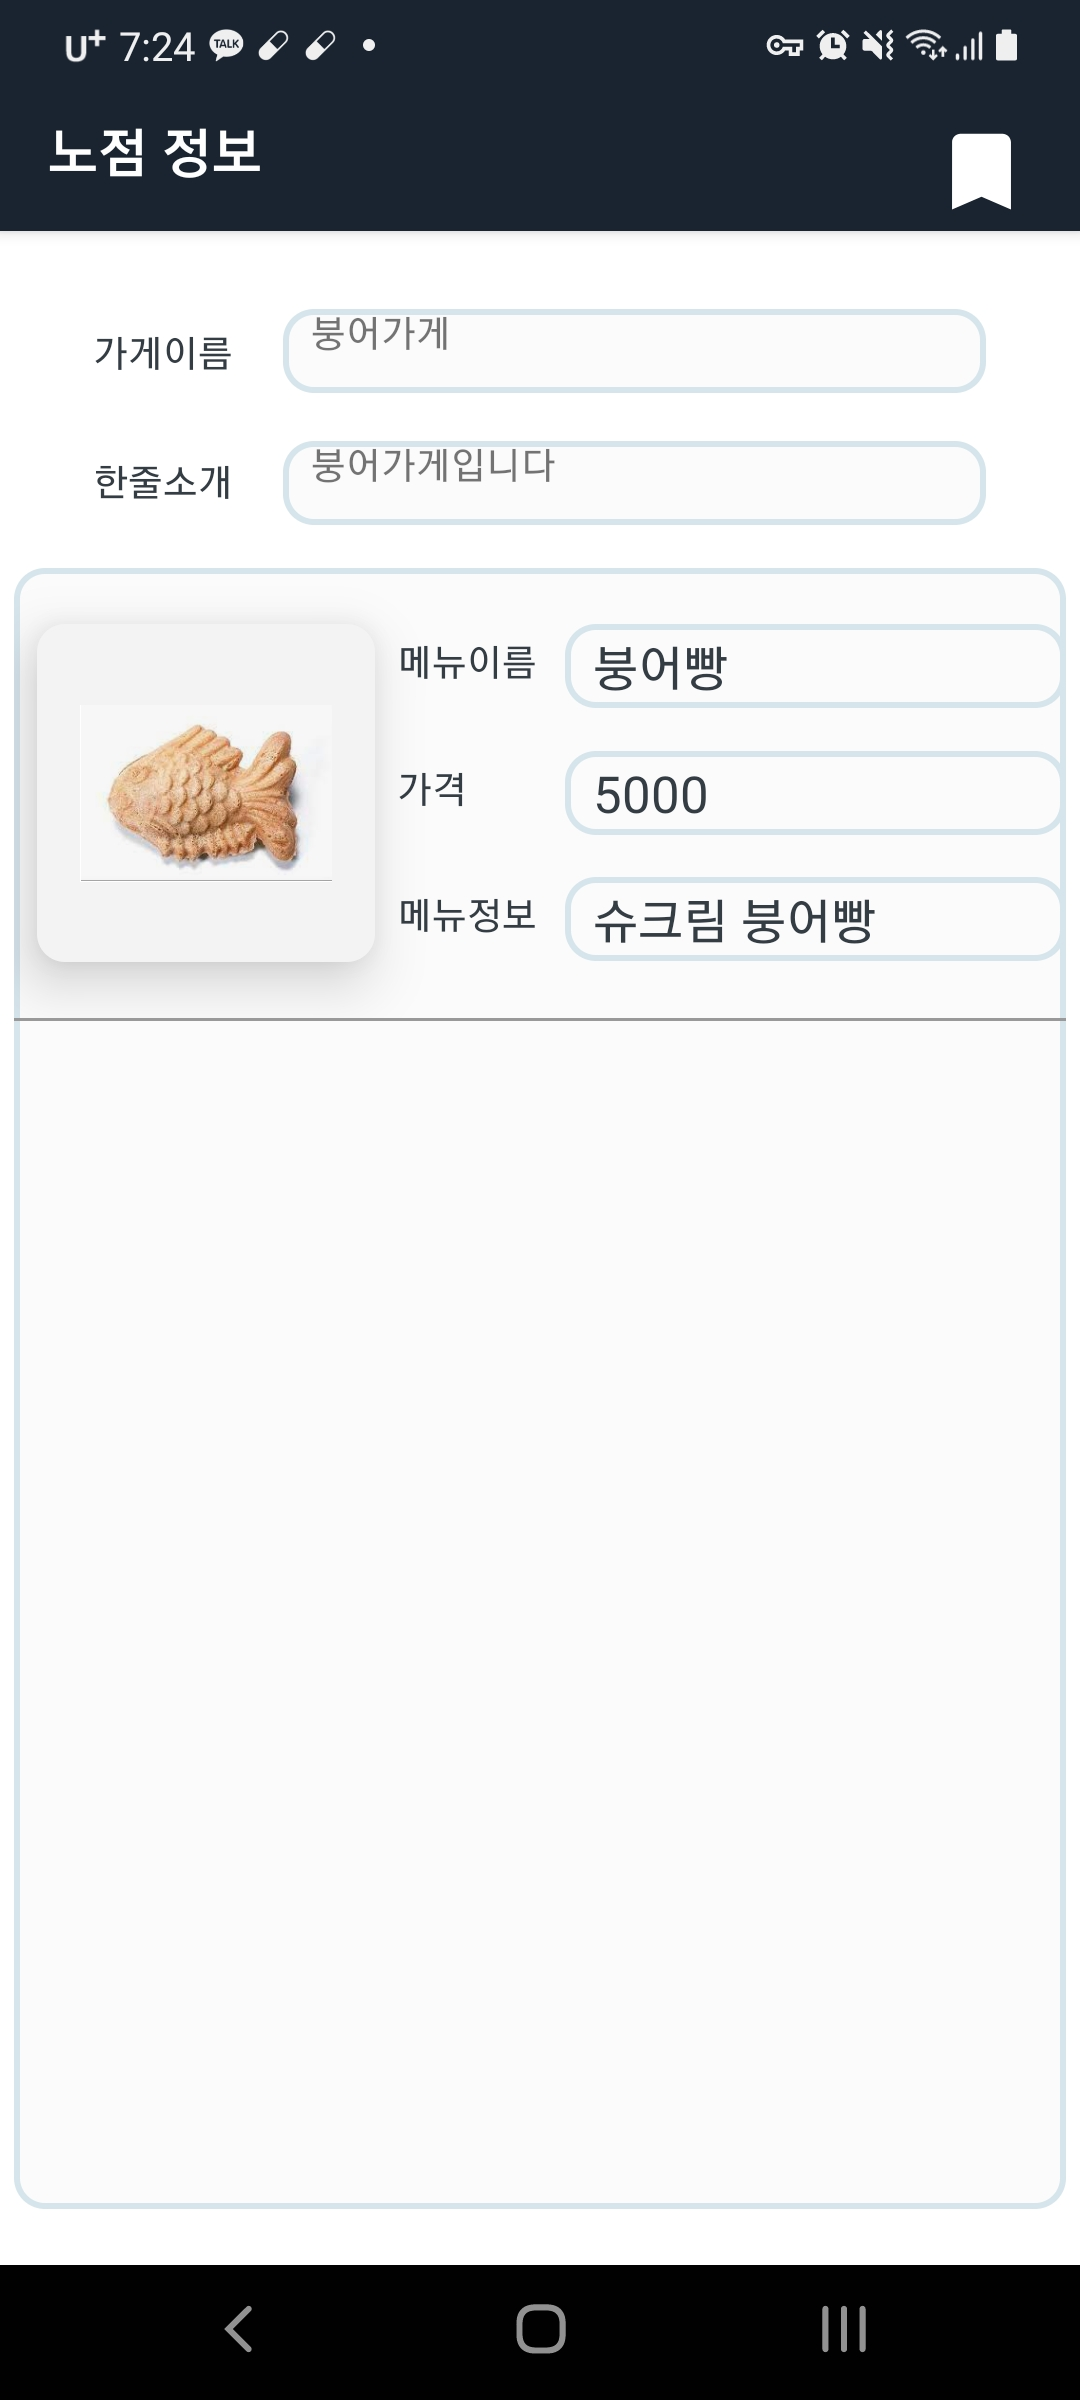 U+ 7:24 TALK
노점 정보
가게이름 붕어가게
한줄소개 붕어가게입니다
메뉴이름 붕어빵
가격 5000
메뉴정보 슈크림 붕어빵